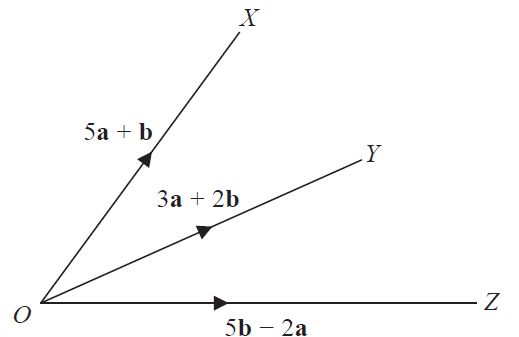 X
5a + b
Y
3a + 2b
O
Z
5b − 2a